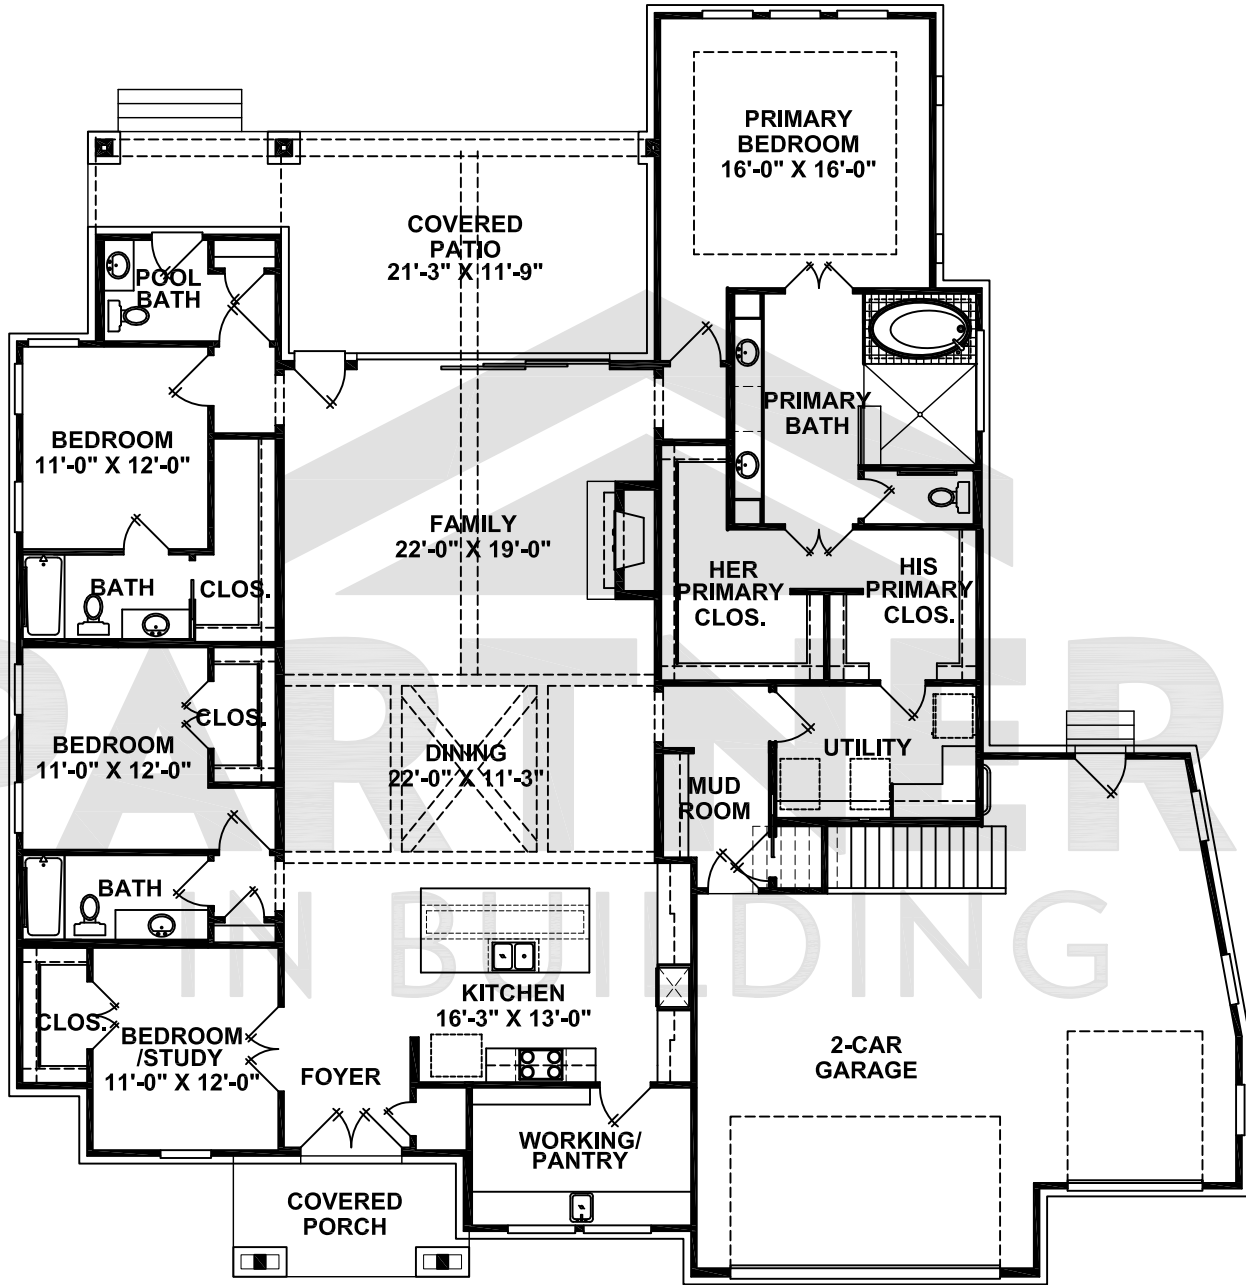 PRIMARY
BEDROOM
16'-0" X 16'-0"
COVERED
PATIO
21'-3" X 11'-9"
POOL
BATH
PRIMARY
BATH
BEDROOM
11'-0" X 12'-0"
FAMILY
22'-0" X 19'-0"
BATH
CLOS.
HER
PRIMARY
CLOS.
HIS
PRIMARY
CLOS.
CLOS.
BEDROOM
11'-0" X 12'-0"
DINING
22'-0" X 11'-3"
UTILITY
MUD
ROOM
PARTNER
IN BUILDING
BATH
KITCHEN
16'-3" X 13'-0"
CLOS.
BEDROOM
/STUDY
11'-0" X 12'-0"
FOYER
2-CAR
GARAGE
WORKING/
PANTRY
COVERED
PORCH